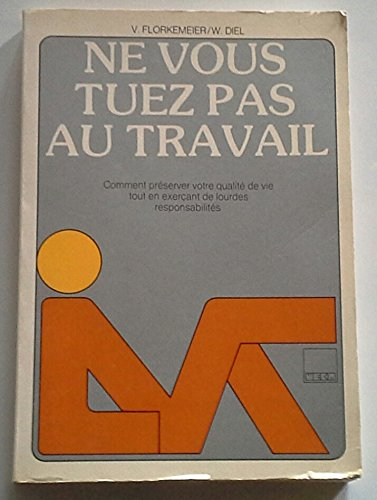 V. FLORKEMEIER/W. DIEL
NE VOUS
TUEZ PAS
AU TRAVAIL
Comment préserver votre qualité de vie
tout en exerçant de lourdes
responsabilités